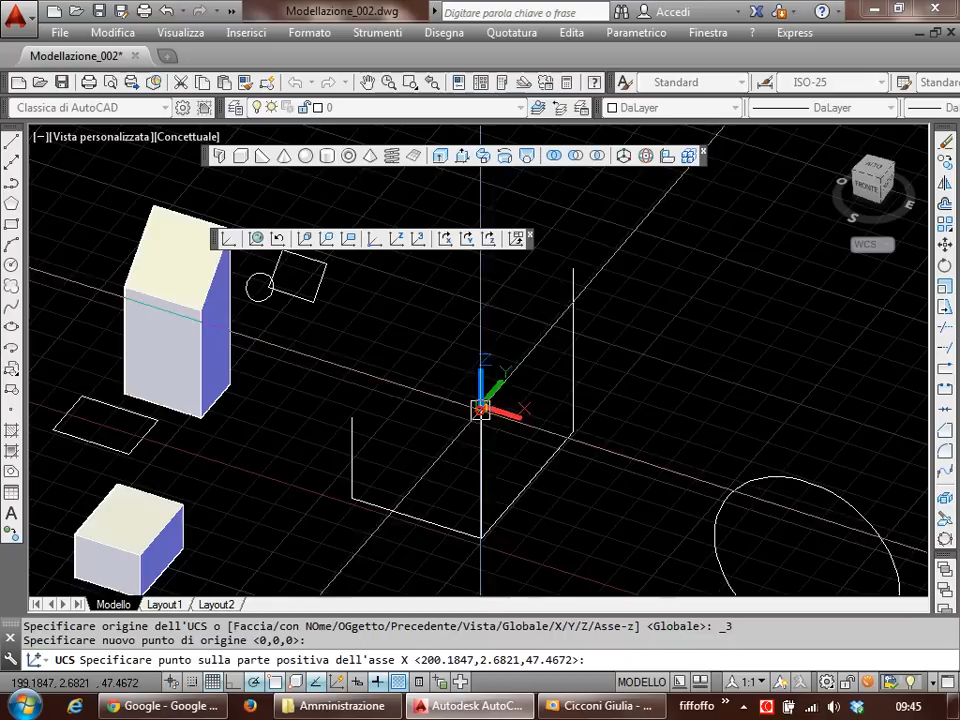 Modellazione_002.dwg
Digitare parola chiave o frase
Accedi
File Modifica Visualizza Inserisci Formato Strumenti Disegna Quotatura Edita Parametrico Finestra ? Express
Modellazione_002*
Standard ISO-25 Standard
Classica di AutoCAD 0 DaLayer DaLayer
[−][Vista personalizzata][Concettuale]
ALTO
FRONTE
O S E
WCS
Z
Y
X
Modello Layout1 Layout2
Specificare origine dell'UCS o [Faccia/con NOme/OGgetto/Precedente/Vista/Globale/X/Y/Z/Asse-z] <Globale>: _3
Specificare nuovo punto di origine <0,0,0>:
UCS Specificare punto sulla parte positiva dell'asse X <200.1847,2.6821,47.4672>:
199.1847, 2.6821, 47.4672 MODELLO 1:1
Google - Google ... Amministrazione Autodesk AutoC... Cicconi Giulia - ... fiffoffo » 09:45